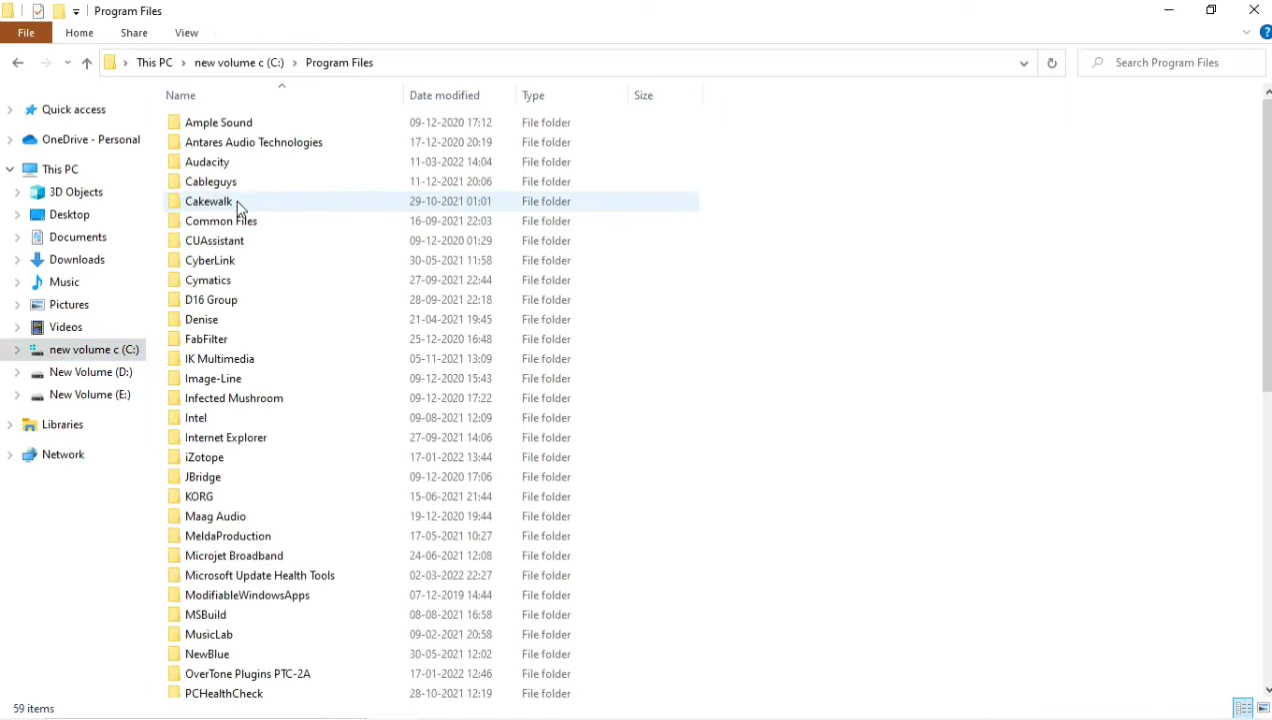 Program Files
File Home Share View
This PC new volume c (C:) Program Files Search Program Files
Name Date modified Type Size
Quick access
OneDrive - Personal
This PC
3D Objects
Desktop
Documents
Downloads
Music
Pictures
Videos
new volume c (C:)
New Volume (D:)
New Volume (E:)
Libraries
Network
Ample Sound 09-12-2020 17:12 File folder
Antares Audio Technologies 17-12-2020 20:19 File folder
Audacity 11-03-2022 14:04 File folder
Cableguys 11-12-2021 20:06 File folder
Cakewalk 29-10-2021 01:01 File folder
Common Files 16-09-2021 22:03 File folder
CUAssistant 09-12-2020 01:29 File folder
CyberLink 30-05-2021 11:58 File folder
Cymatics 27-09-2021 22:44 File folder
D16 Group 28-09-2021 22:18 File folder
Denise 21-04-2021 19:45 File folder
FabFilter 25-12-2020 16:48 File folder
IK Multimedia 05-11-2021 13:09 File folder
Image-Line 09-12-2020 15:43 File folder
Infected Mushroom 09-12-2020 17:22 File folder
Intel 09-08-2021 12:09 File folder
Internet Explorer 27-09-2021 14:06 File folder
iZotope 17-01-2022 13:44 File folder
JBridge 09-12-2020 17:06 File folder
KORG 15-06-2021 21:44 File folder
Maag Audio 19-12-2020 19:44 File folder
MeldaProduction 17-05-2021 10:27 File folder
Microjet Broadband 24-06-2021 12:08 File folder
Microsoft Update Health Tools 02-03-2022 22:27 File folder
ModifiableWindowsApps 07-12-2019 14:44 File folder
MSBuild 08-08-2021 16:58 File folder
MusicLab 09-02-2021 20:58 File folder
NewBlue 30-05-2021 12:02 File folder
OverTone Plugins PTC-2A 17-01-2022 12:46 File folder
PCHealthCheck 28-10-2021 12:19 File folder
59 items